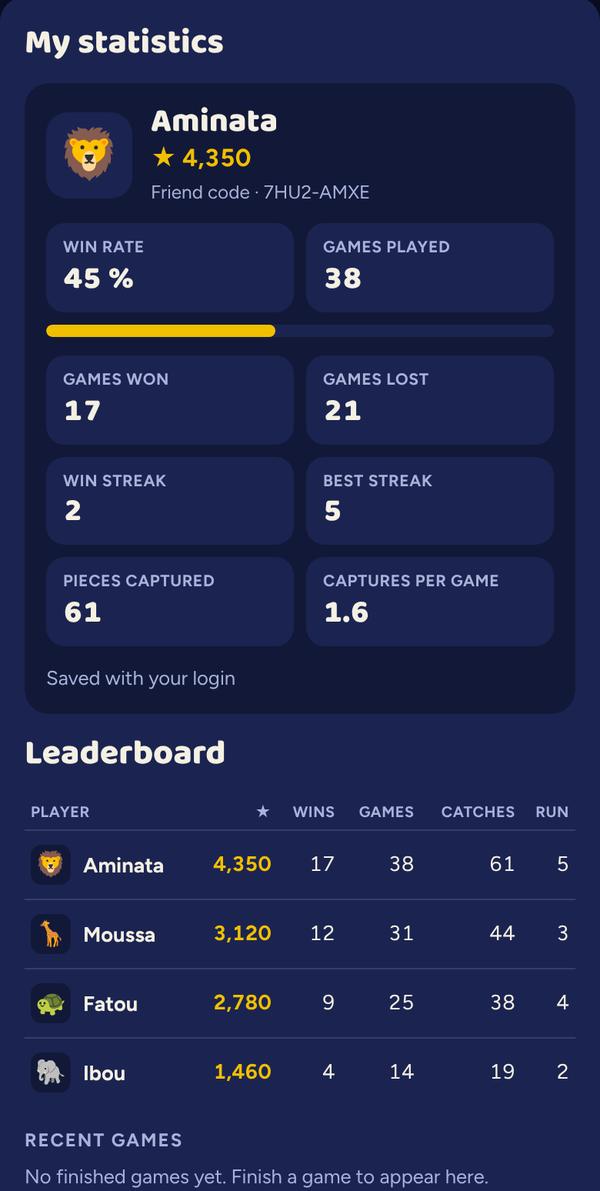 My statistics
Aminata
★ 4,350
Friend code · 7HU2-AMXE
WIN RATE GAMES PLAYED
45 % 38
GAMES WON GAMES LOST
17 21
WIN STREAK BEST STREAK
2 5
PIECES CAPTURED CAPTURES PER GAME
61 1.6
Saved with your login
Leaderboard
PLAYER ★ WINS GAMES CATCHES RUN
Aminata 4,350 17 38 61 5
Moussa 3,120 12 31 44 3
Fatou 2,780 9 25 38 4
Ibou 1,460 4 14 19 2
RECENT GAMES
No finished games yet. Finish a game to appear here.